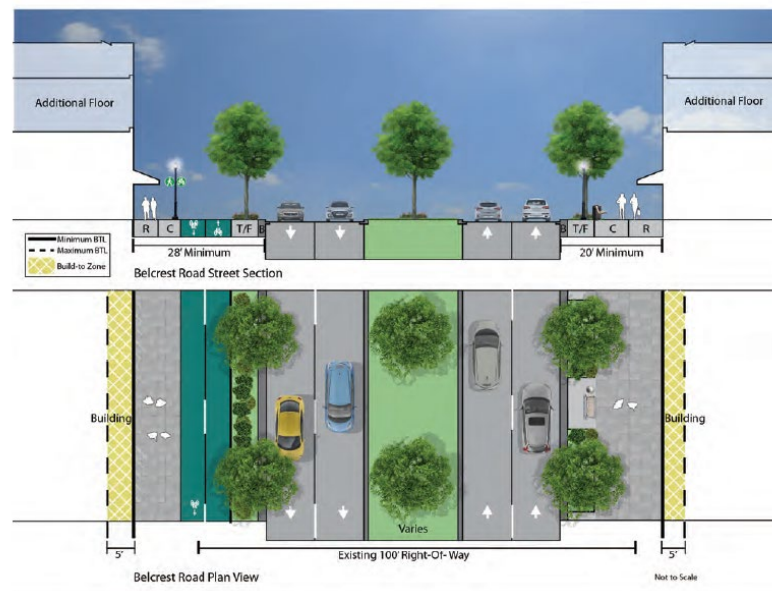 Additional Floor
Additional Floor
R
C
T/F
B
B
T/F
C
R
Minimum BTL
Maximum BTL
Build-to Zone
28' Minimum
20' Minimum
Belcrest Road Street Section
Building
Building
Varies
5'
Existing 100' Right-Of- Way
5'
Belcrest Road Plan View
Not to Scale